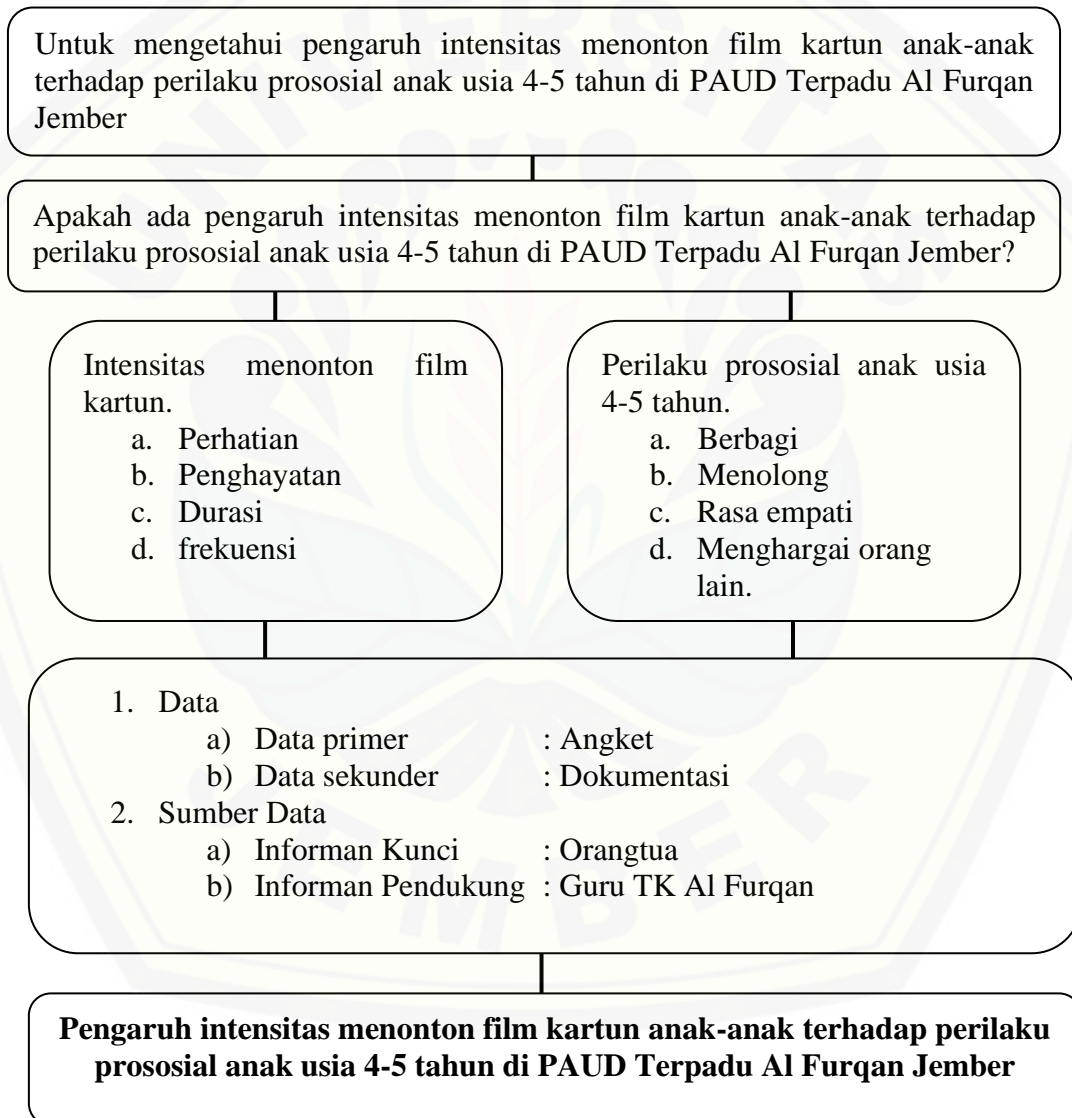 Untuk mengetahui pengaruh intensitas menonton film kartun anak-anak
terhadap perilaku prososial anak usia 4-5 tahun di PAUD Terpadu Al Furqan
Jember
Apakah ada pengaruh intensitas menonton film kartun anak-anak terhadap
perilaku prososial anak usia 4-5 tahun di PAUD Terpadu Al Furqan Jember?
Intensitas menonton film
kartun.
a. Perhatian
b. Penghayatan
c. Durasi
d. frekuensi
Perilaku prososial anak usia
4-5 tahun.
a. Berbagi
b. Menolong
c. Rasa empati
d. Menghargai orang
lain.
1. Data
a) Data primer : Angket
b) Data sekunder : Dokumentasi
2. Sumber Data
a) Informan Kunci : Orangtua
b) Informan Pendukung : Guru TK Al Furqan
Pengaruh intensitas menonton film kartun anak-anak terhadap perilaku
prososial anak usia 4-5 tahun di PAUD Terpadu Al Furqan Jember
UNIVERSITAS
JEMBER